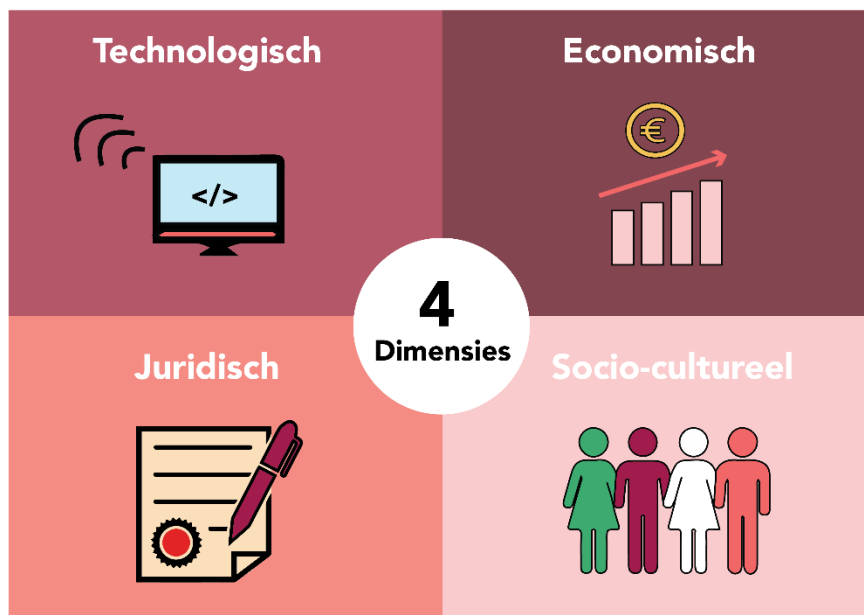 Technologisch
Economisch
</>
€
4
Dimensies
Juridisch
Socio-cultureel